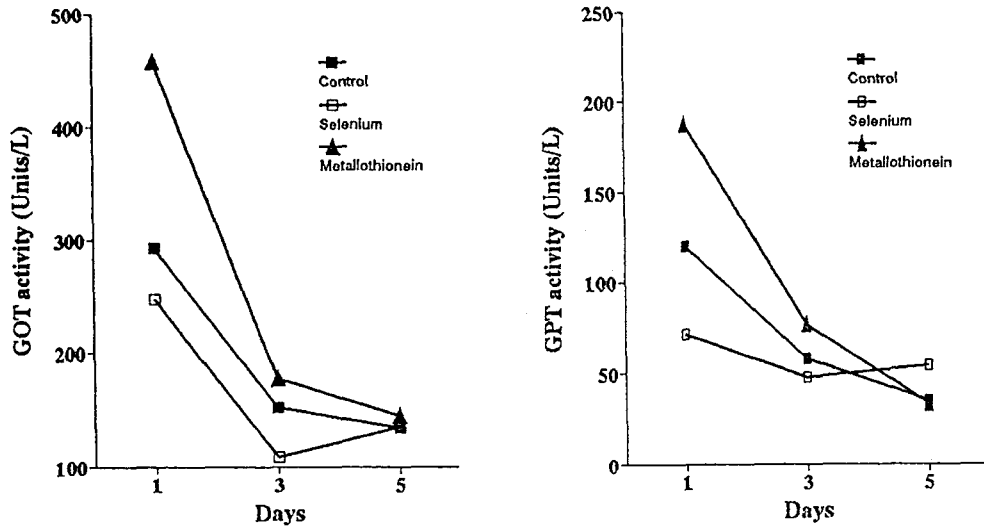 500
400
300
200
100
GOT activity (Units/L)
Control
Selenium
Metallothionein
1 3 5
Days
250
200
150
100
50
0
GPT activity (Units/L)
Control
Selenium
Metallothionein
1 3 5
Days